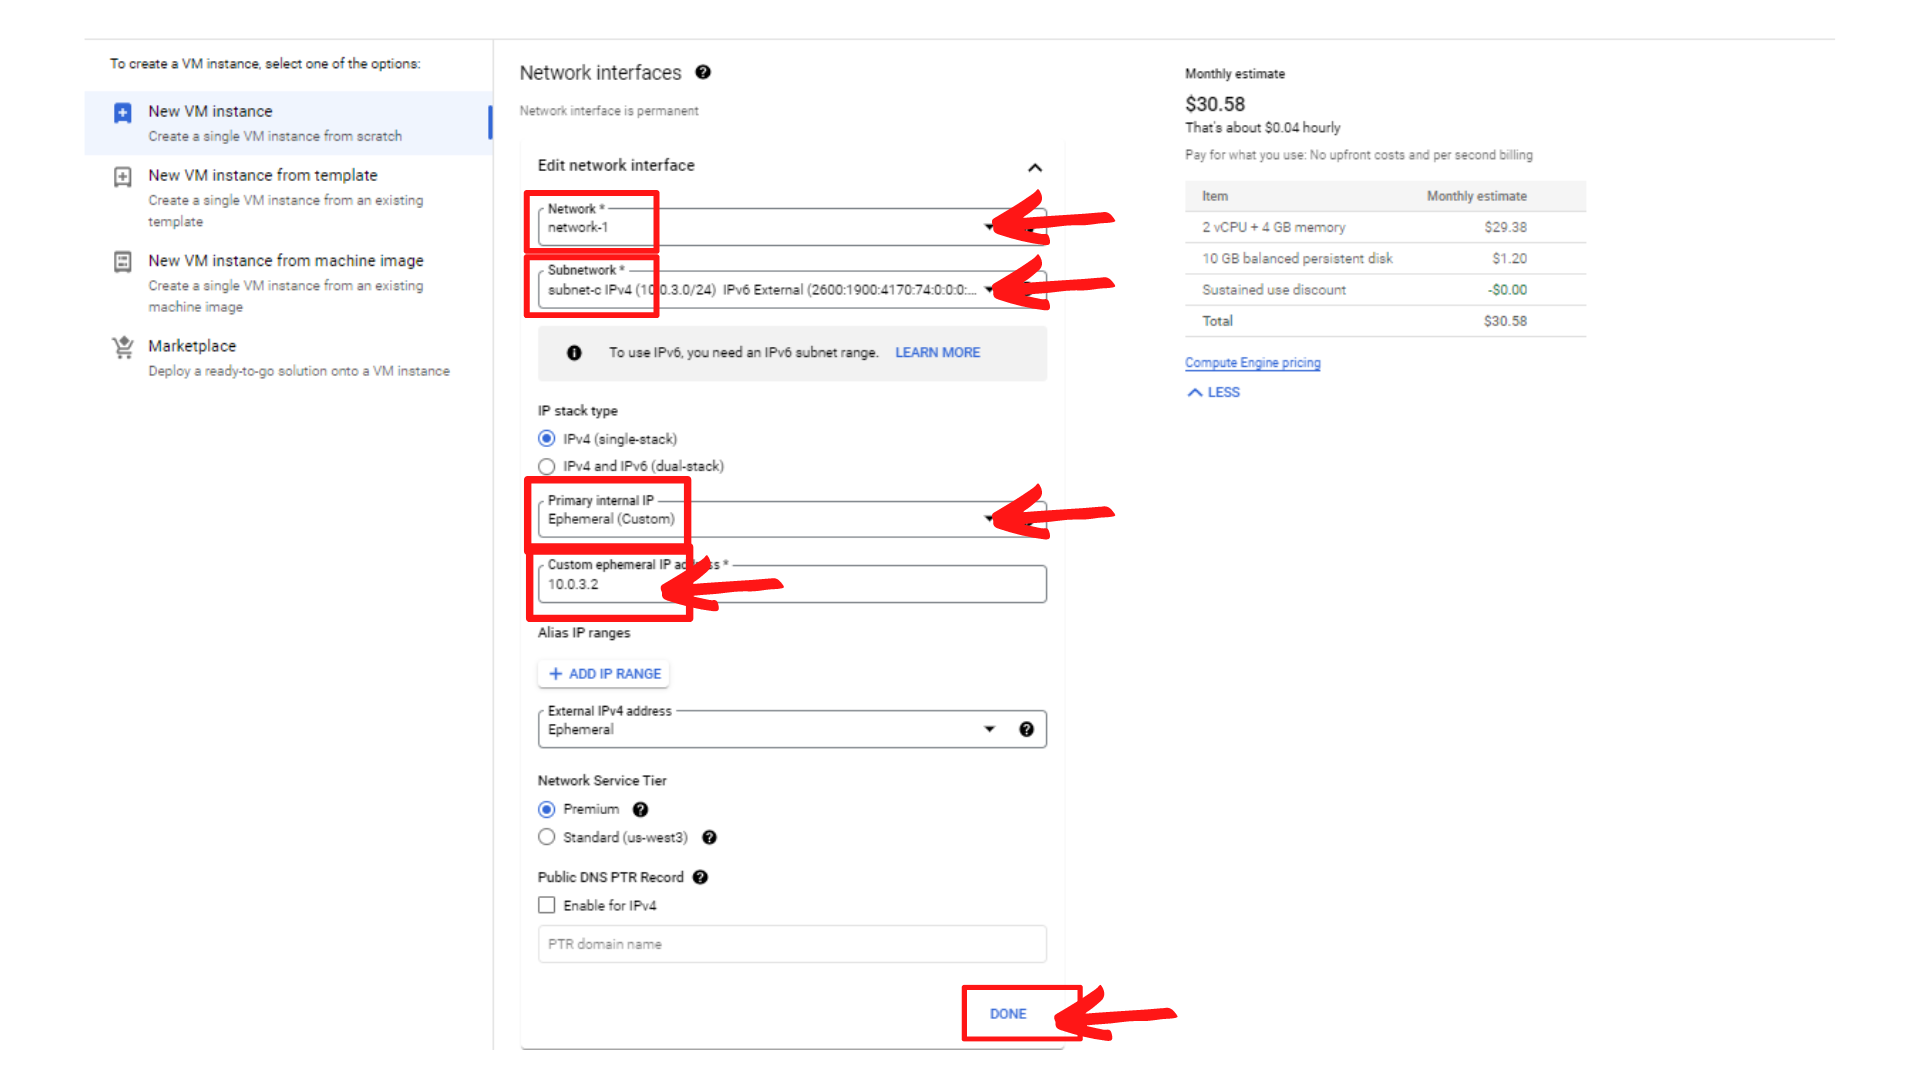 To create a VM instance, select one of the options:
New VM instance
Create a single VM instance from scratch
New VM instance from template
Create a single VM instance from an existing
template
New VM instance from machine image
Create a single VM instance from an existing
machine image
Marketplace
Deploy a ready-to-go solution onto a VM instance
Network interfaces
Network interface is permanent
Edit network interface
Network *
network-1
Subnetwork *
subnet-c IPv4 (10.0.3.0/24) IPv6 External (2600:1900:4170:74:0:0:0:...
To use IPv6, you need an IPv6 subnet range. LEARN MORE
IP stack type
IPv4 (single-stack)
IPv4 and IPv6 (dual-stack)
Primary internal IP
Ephemeral (Custom)
Custom ephemeral IP address *
10.0.3.2
Alias IP ranges
+ ADD IP RANGE
External IPv4 address
Ephemeral
Network Service Tier
Premium
Standard (us-west3)
Public DNS PTR Record
Enable for IPv4
PTR domain name
DONE
Monthly estimate
$30.58
That's about $0.04 hourly
Pay for what you use: No upfront costs and per second billing
Item Monthly estimate
2 vCPU + 4 GB memory $29.38
10 GB balanced persistent disk $1.20
Sustained use discount -$0.00
Total $30.58
Compute Engine pricing
LESS